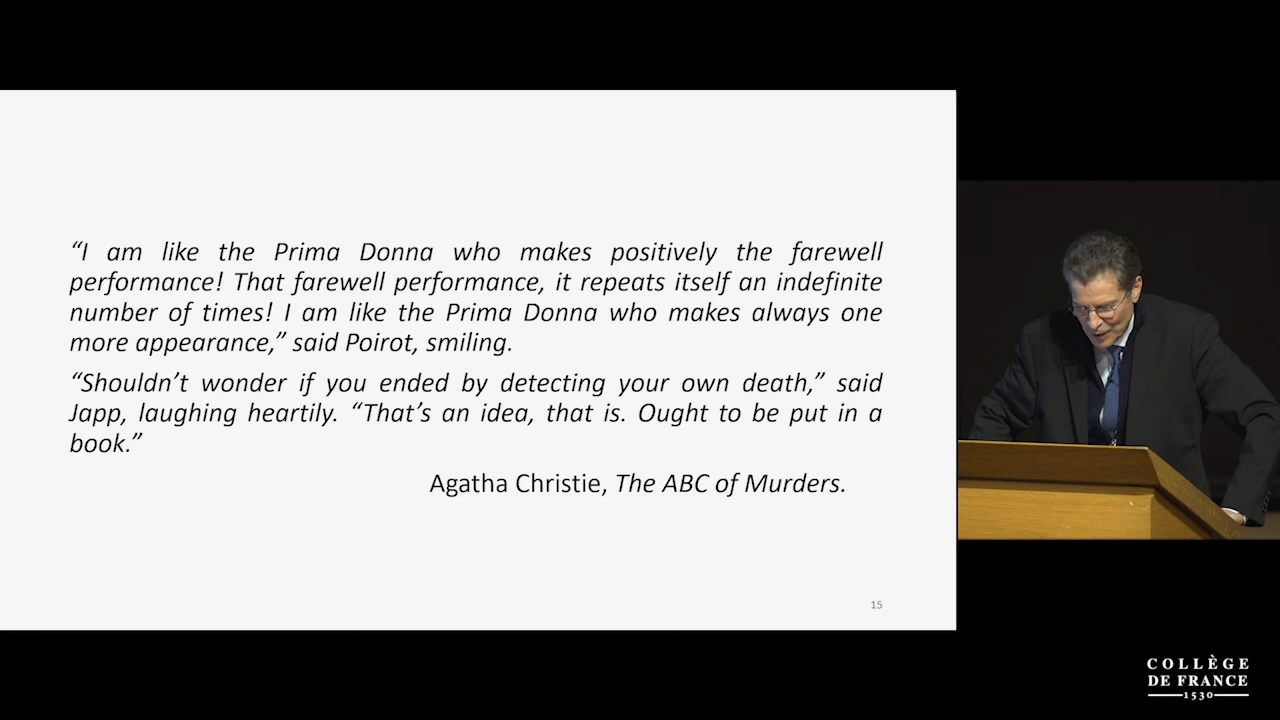 “I am like the Prima Donna who makes positively the farewell
performance! That farewell performance, it repeats itself an indefinite
number of times! I am like the Prima Donna who makes always one
more appearance,” said Poirot, smiling.
“Shouldn’t wonder if you ended by detecting your own death,” said
Japp, laughing heartily. “That’s an idea, that is. Ought to be put in a
book.”
Agatha Christie, The ABC of Murders.
15
COLLÈGE
DE FRANCE
1530